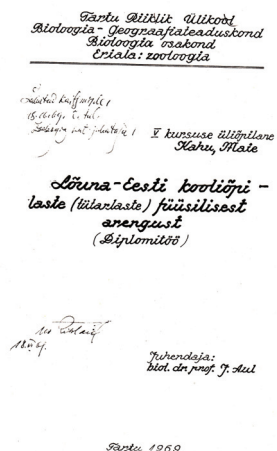 Tartu Riiklik Ülikool
Bioloogia-Geograafiateaduskond
Bioloogia osakond
Eriala: zooloogia
V kursuse üliõpilane
Kahu, Mate
Lõuna-Eesti kooliõpi-
laste (tütarlaste) füüsilisest
arengust
(Diplomitöö)
Juhendaja:
biol. dr. prof. J. Aul
Tartu 1969